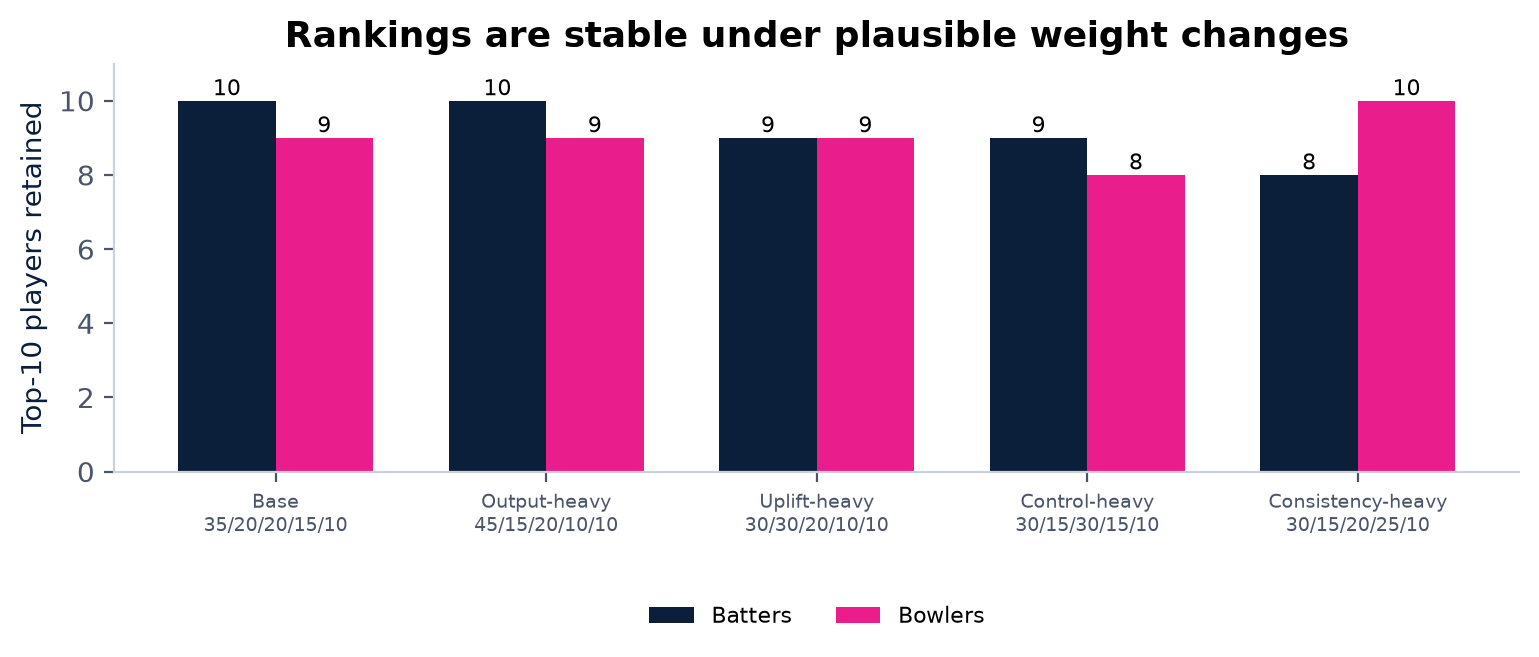 Rankings are stable under plausible weight changes
Top-10 players retained
10
8
6
4
2
0
10
9
10
9
9
9
9
8
8
10
Base
35/20/20/15/10
Output-heavy
45/15/20/10/10
Uplift-heavy
30/30/20/10/10
Control-heavy
30/15/30/15/10
Consistency-heavy
30/15/20/25/10
Batters
Bowlers